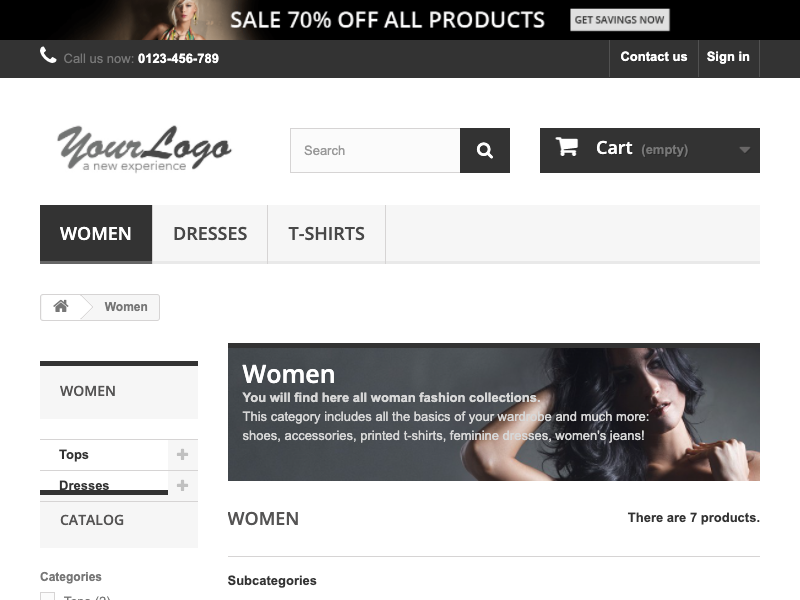 SALE 70% OFF ALL PRODUCTS GET SAVINGS NOW
Call us now: 0123-456-789 Contact us Sign in
YourLogo
a new experience
Search
Cart (empty)
WOMEN DRESSES T-SHIRTS
Women
Women
You will find here all woman fashion collections.
This category includes all the basics of your wardrobe and much more:
shoes, accessories, printed t-shirts, feminine dresses, women's jeans!
WOMEN
Tops
Dresses
CATALOG
Categories
Tops (2)
WOMEN There are 7 products.
Subcategories